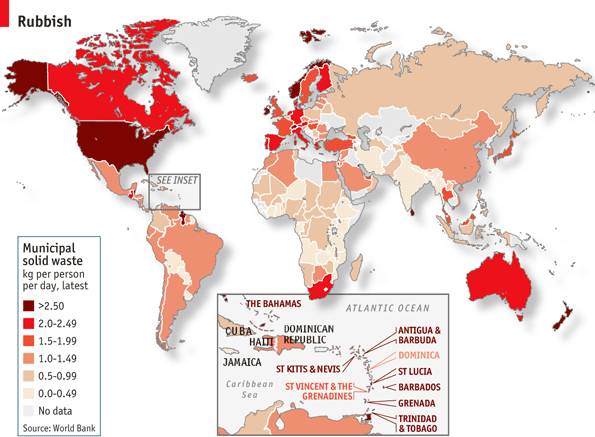 Rubbish
SEE INSET
Municipal
solid waste
kg per person
per day, latest
>2.50
2.0-2.49
1.5-1.99
1.0-1.49
0.5-0.99
0.0-0.49
No data
Source: World Bank
THE BAHAMAS
ATLANTIC OCEAN
CUBA
DOMINICAN
REPUBLIC
HAITI
JAMAICA
ANTIGUA &
BARBUDA
DOMINICA
ST KITTS & NEVIS
ST LUCIA
Caribbean
Sea
ST VINCENT & THE
GRENADINES
BARBADOS
GRENADA
TRINIDAD
& TOBAGO